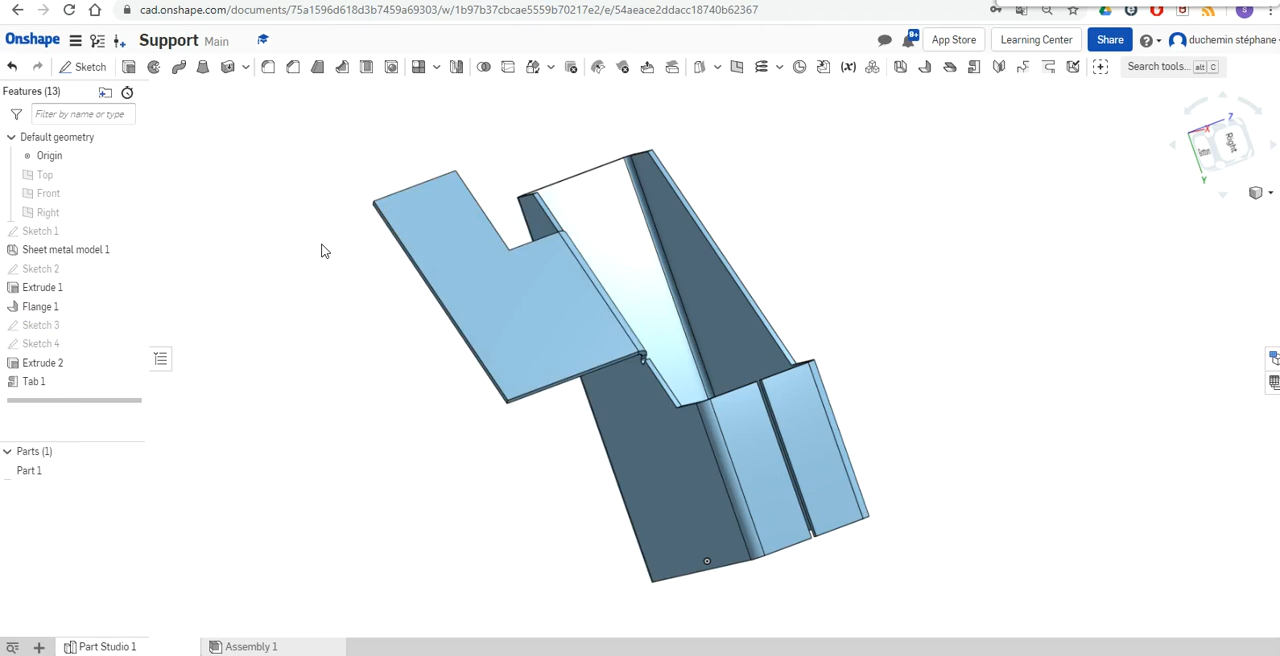 cad.onshape.com/documents/75a1596d618d3b7459a69303/w/1b97b37cbcae5559b70217e2/e/54aeace2ddacc18740b62367
Onshape Support Main App Store Learning Center Share duchemin stéphane
Sketch Search tools... alt C
Features (13)
Filter by name or type
Default geometry
Origin
Top
Front
Right
Sketch 1
Sheet metal model 1
Sketch 2
Extrude 1
Flange 1
Sketch 3
Sketch 4
Extrude 2
Tab 1
Parts (1)
Part 1
Z
X
Right
Bottom
Y
Part Studio 1 Assembly 1